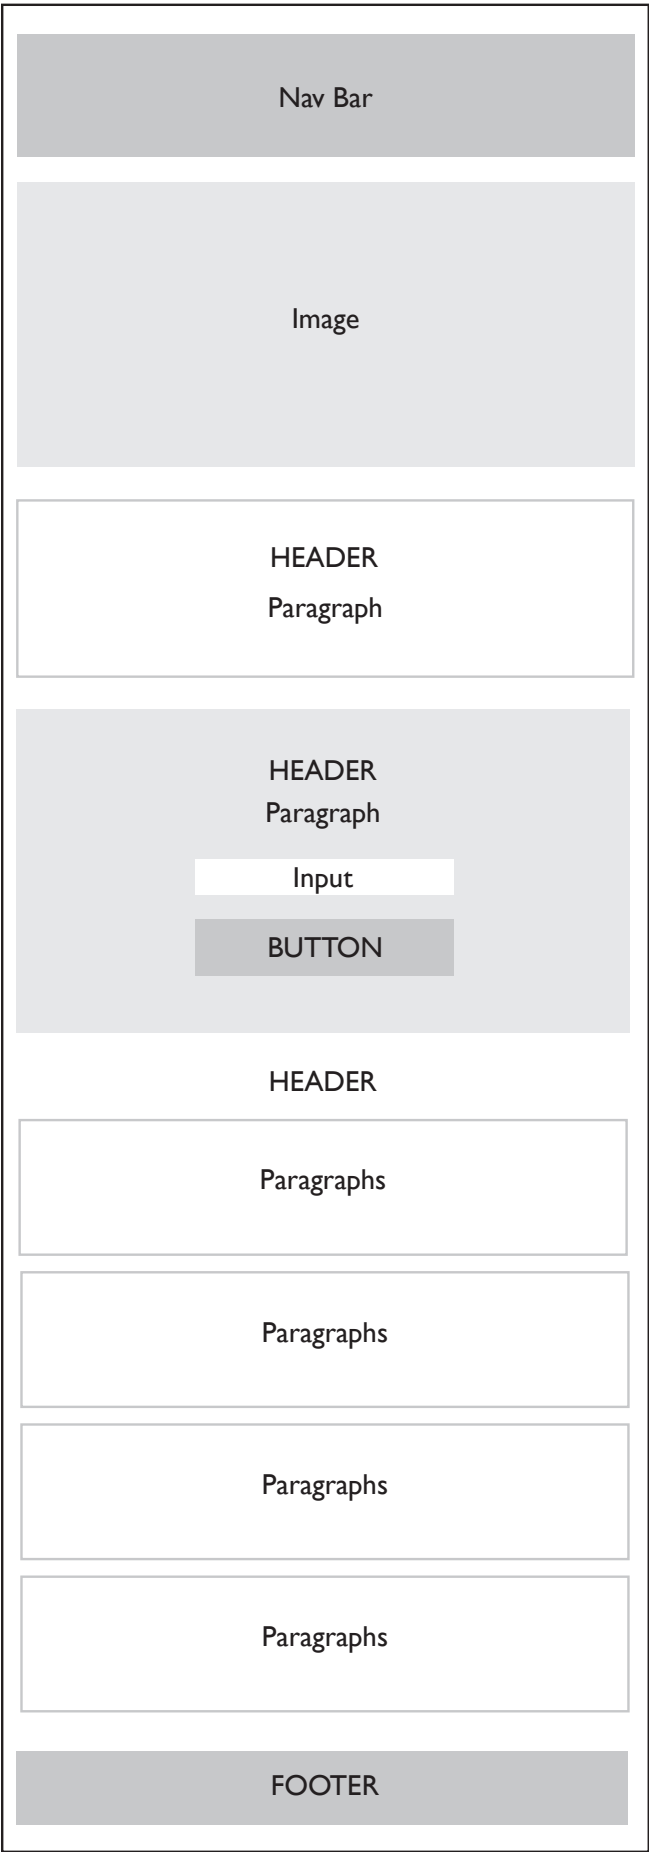 Nav Bar
Image
HEADER
Paragraph
HEADER
Paragraph
Input
BUTTON
HEADER
Paragraphs
Paragraphs
Paragraphs
Paragraphs
FOOTER